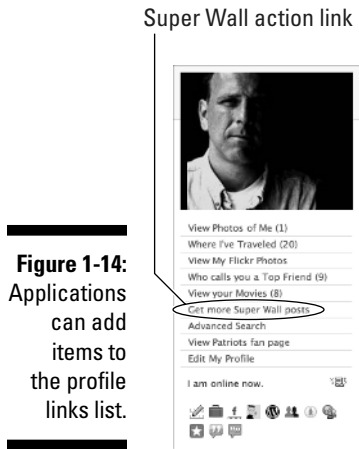 Super Wall action link
Figure 1-14:
Applications
can add
items to
the profile
links list.
View Photos of Me (1)
Where I've Traveled (20)
View My Flickr Photos
Who calls you a Top Friend (9)
View your Movies (8)
Get more Super Wall posts
Advanced Search
View Patriots fan page
Edit My Profile
I am online now.